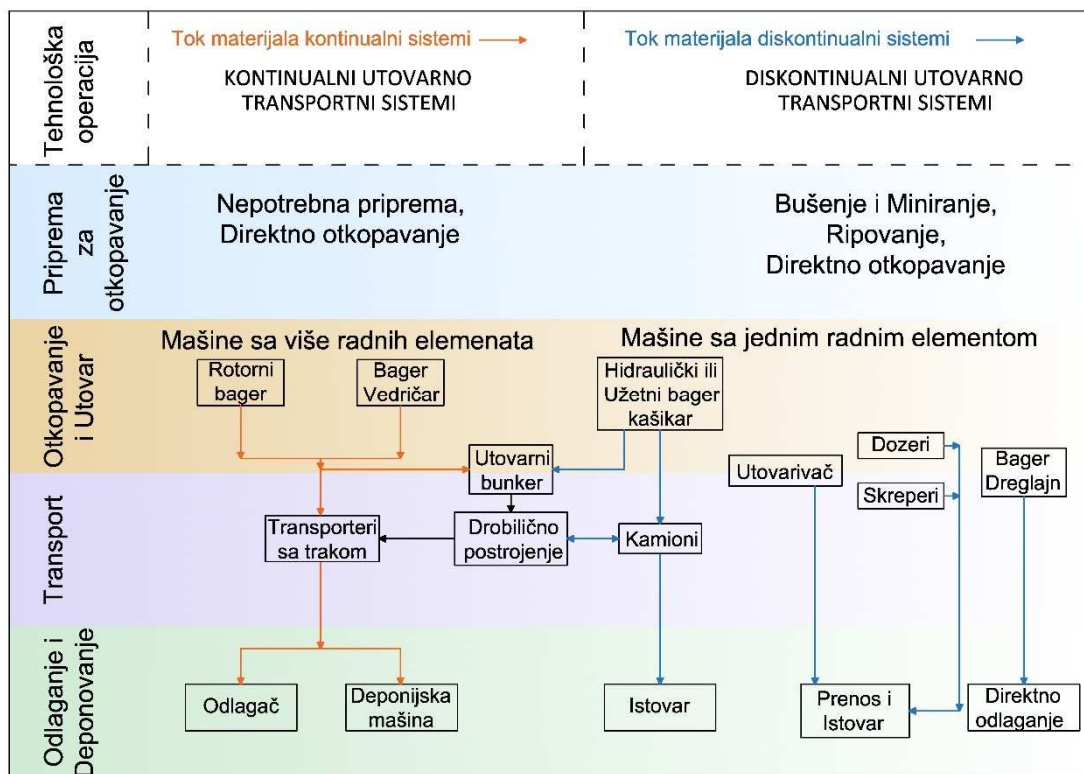 Tehnološka
operacija
Tok materijala kontinualni sistemi
Tok materijala diskontinualni sistemi
KONTINUALNI UTOVARNO
TRANSPORTNI SISTEMI
DISKONTINUALNI UTOVARNO
TRANSPORTNI SISTEMI
Priprema
za
otkopavanje
Nepotrebna priprema,
Direktno otkopavanje
Bušenje i Miniranje,
Ripovanje,
Direktno otkopavanje
Otkopavanje
i Utovar
Mašine sa više radnih elemenata
Mašine sa jednim radnim elementom
Rotorni
bager
Bager
Vedričar
Hidraulički ili
Užetni bager
kašikar
Utovarni
bunker
Utovarivač
Dozeri
Skreperi
Bager
Dreglajn
Transport
Transporteri
sa trakom
Drobilično
postrojenje
Kamioni
Odlaganje i
Deponovanje
Odlagač
Deponijska
mašina
Istovar
Prenos i
Istovar
Direktno
odlaganje